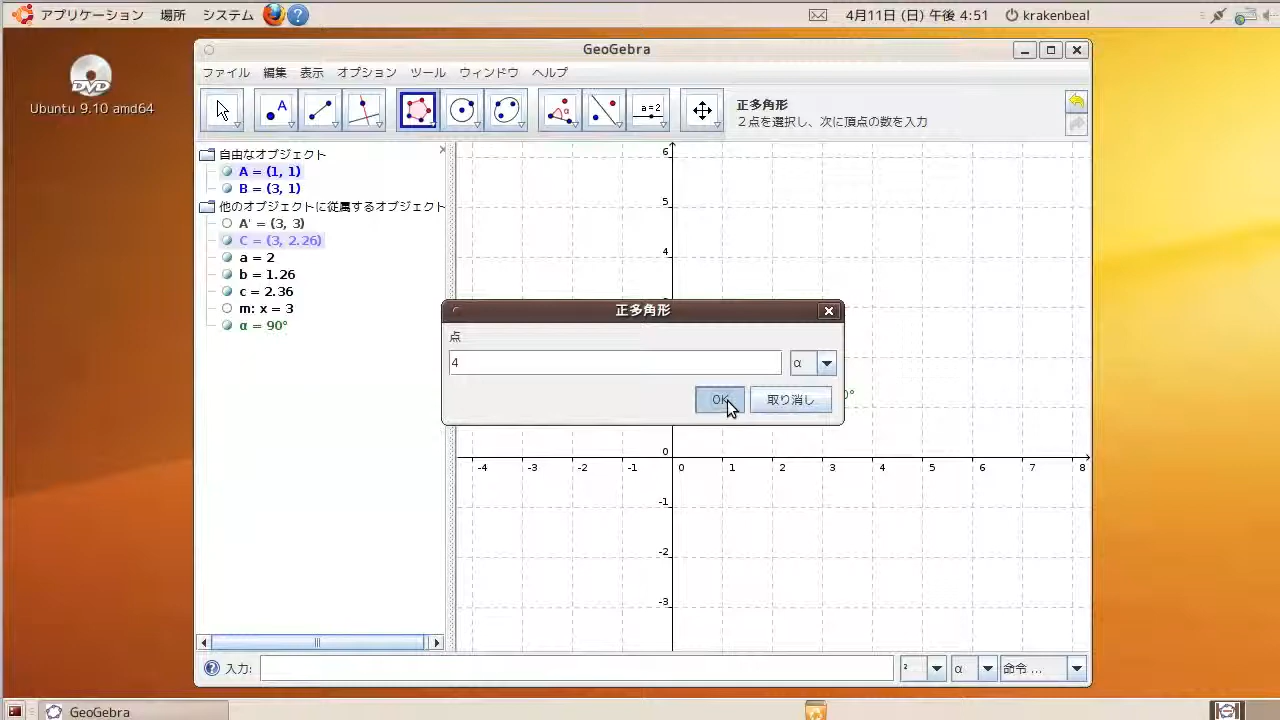 アプリケーション 場所 システム
4月11日 (日) 午後 4:51 krakenbeal
Ubuntu 9.10 amd64
GeoGebra
ファイル 編集 表示 オプション ツール ウィンドウ ヘルプ
A α a=2
正多角形
2点を選択し、次に頂点の数を入力
自由なオブジェクト
A = (1, 1)
B = (3, 1)
他のオブジェクトに従属するオブジェクト
A' = (3, 3)
C = (3, 2.26)
a = 2
b = 1.26
c = 2.36
m: x = 3
α = 90°
6
5
4
正多角形
点
4 α
OK 取り消し
0°
0
-4 -3 -2 -1 0 1 2 3 4 5 6 7 8
-1
-2
-3
入力: ² α 命令 ...
GeoGebra